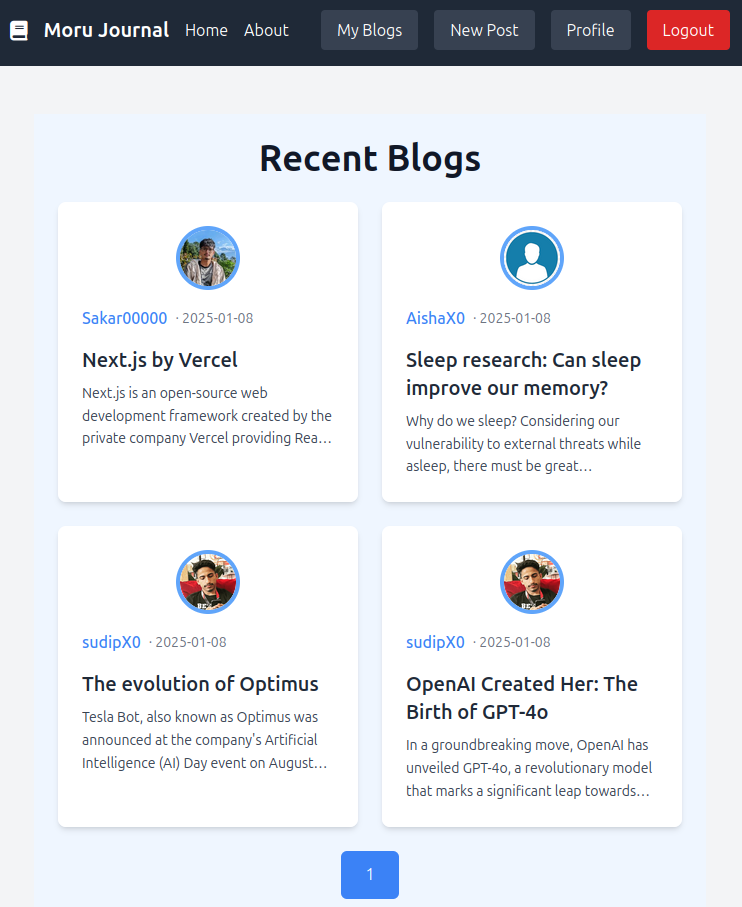 Moru Journal Home About My Blogs New Post Profile Logout
Recent Blogs
Sakar00000 · 2025-01-08
Next.js by Vercel
Next.js is an open-source web
development framework created by the
private company Vercel providing Rea...
AishaX0 · 2025-01-08
Sleep research: Can sleep
improve our memory?
Why do we sleep? Considering our
vulnerability to external threats while
asleep, there must be great...
sudipX0 · 2025-01-08
The evolution of Optimus
Tesla Bot, also known as Optimus was
announced at the company's Artificial
Intelligence (AI) Day event on August...
sudipX0 · 2025-01-08
OpenAI Created Her: The
Birth of GPT-4o
In a groundbreaking move, OpenAI has
unveiled GPT-4o, a revolutionary model
that marks a significant leap towards...
1